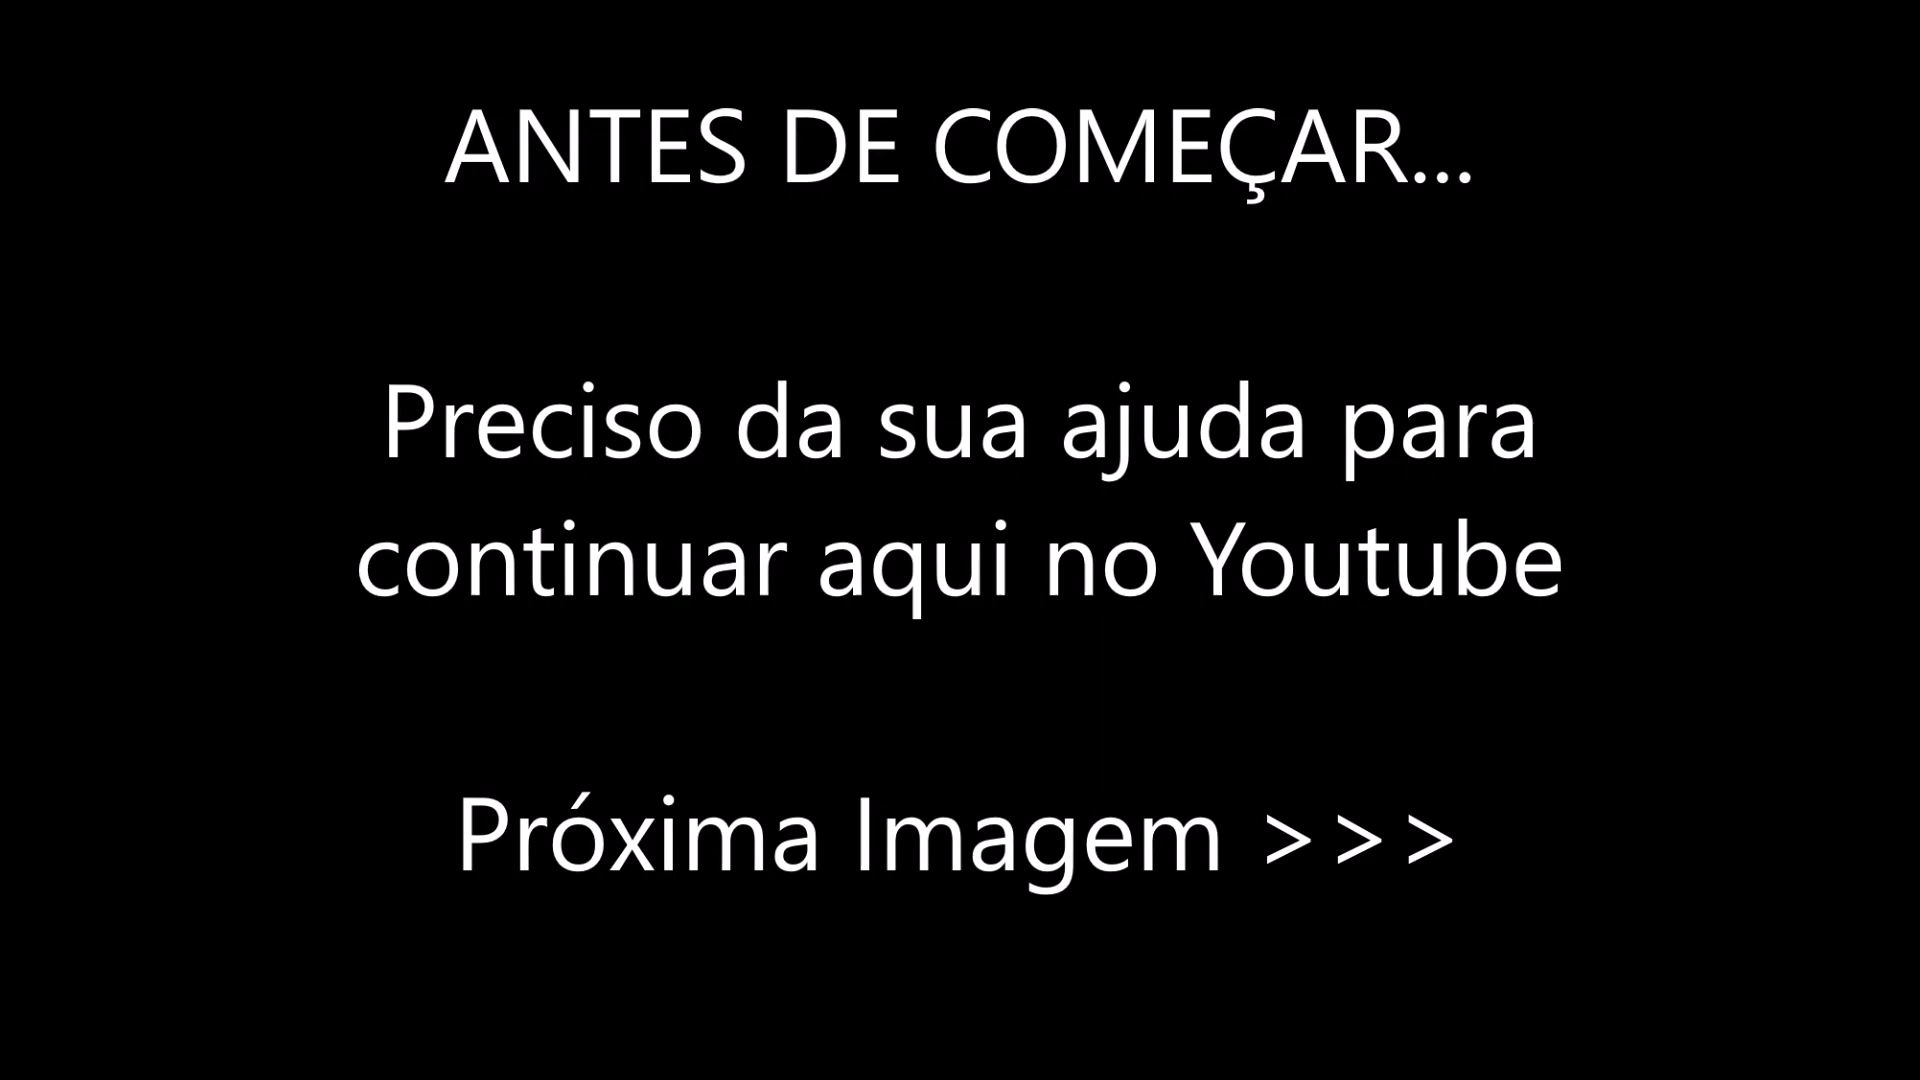 ANTES DE COMEÇAR...
Preciso da sua ajuda para
continuar aqui no Youtube
Próxima Imagem >>>